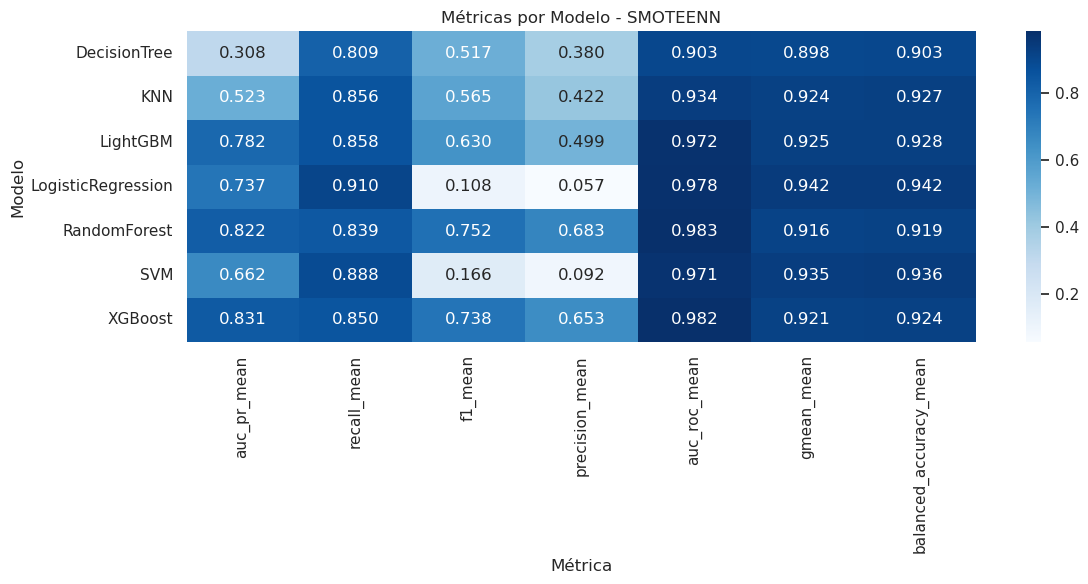 Métricas por Modelo - SMOTEENN
Modelo
DecisionTree 0.308 0.809 0.517 0.380 0.903 0.898 0.903
KNN 0.523 0.856 0.565 0.422 0.934 0.924 0.927
LightGBM 0.782 0.858 0.630 0.499 0.972 0.925 0.928
LogisticRegression 0.737 0.910 0.108 0.057 0.978 0.942 0.942
RandomForest 0.822 0.839 0.752 0.683 0.983 0.916 0.919
SVM 0.662 0.888 0.166 0.092 0.971 0.935 0.936
XGBoost 0.831 0.850 0.738 0.653 0.982 0.921 0.924
auc_pr_mean
recall_mean
f1_mean
precision_mean
auc_roc_mean
gmean_mean
balanced_accuracy_mean
Métrica
0.8
0.6
0.4
0.2